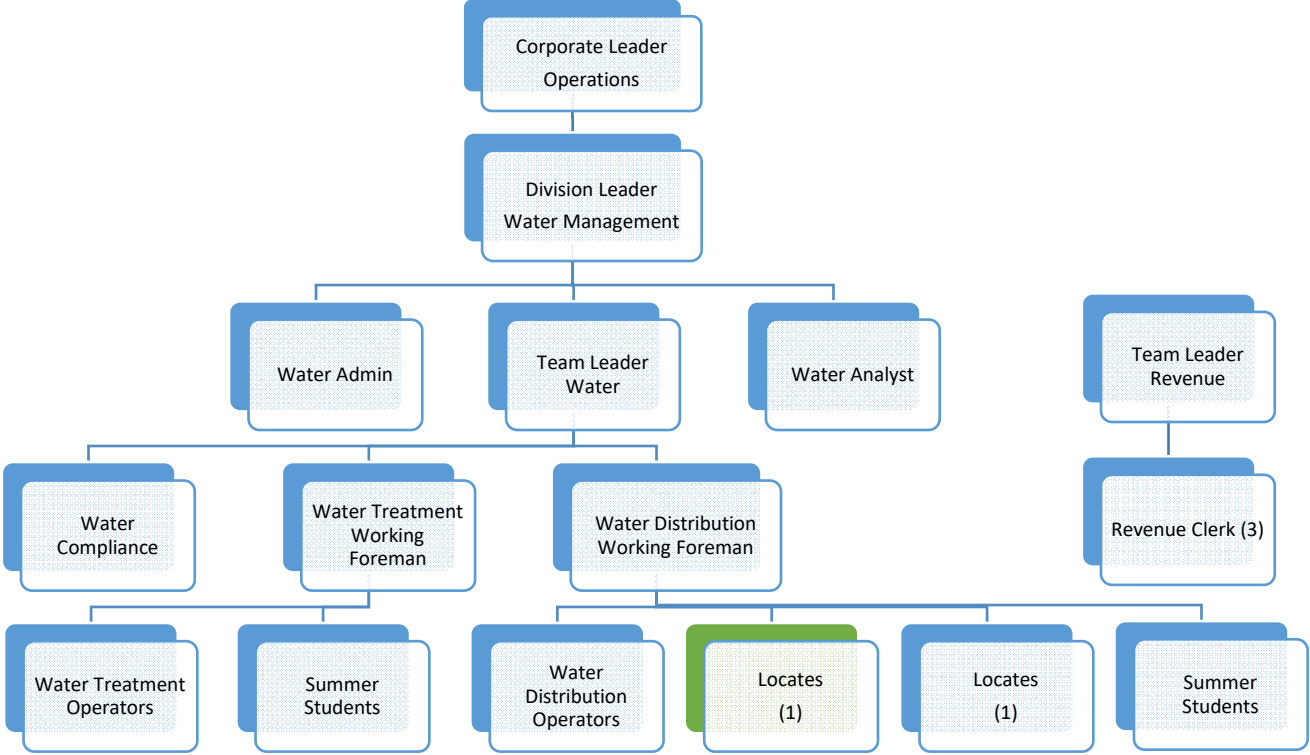 Corporate Leader
Operations
Division Leader
Water Management
Water Admin
Team Leader
Water
Water Analyst
Team Leader
Revenue
Water
Compliance
Water Treatment
Working
Foreman
Water Distribution
Working Foreman
Revenue Clerk (3)
Water Treatment
Operators
Summer
Students
Water
Distribution
Operators
Locates
(1)
Locates
(1)
Summer
Students